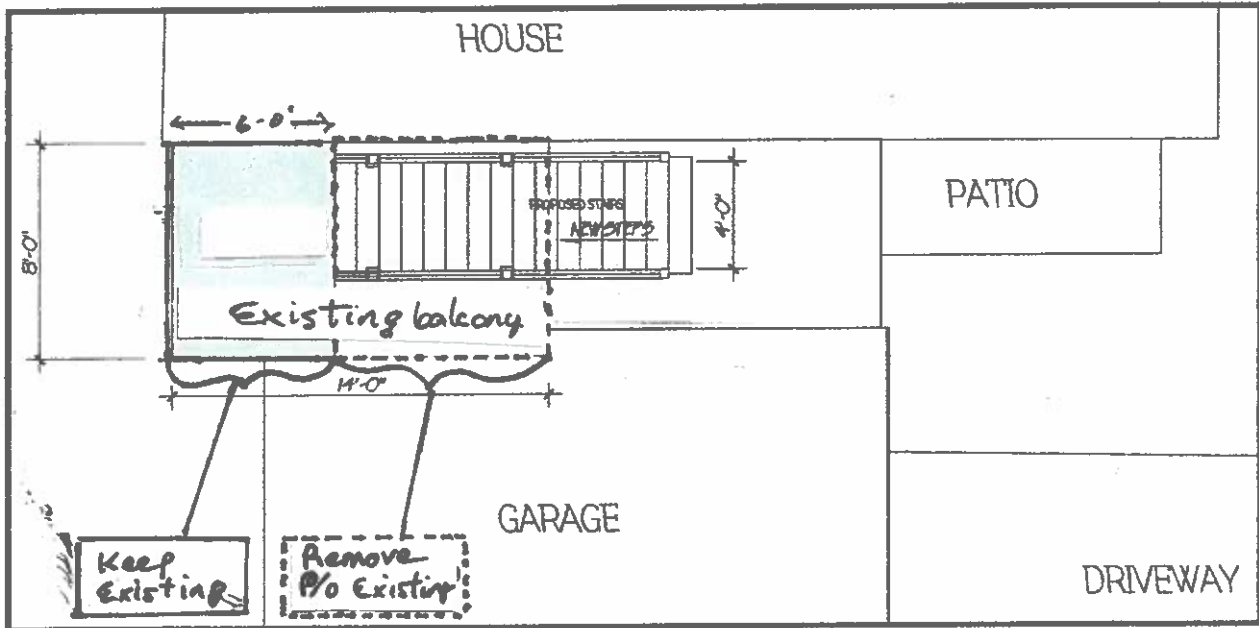 HOUSE
6'-0"
8'-0"
PROPOSED STAIRS
NEW STEPS
4'-0"
PATIO
Existing balcony
14'-0"
GARAGE
Keep
Existing
Remove
P/o Existing
DRIVEWAY